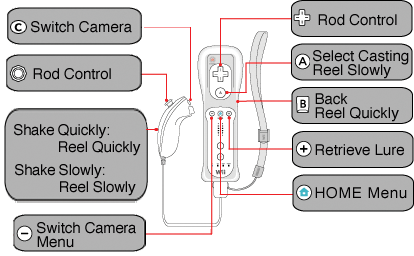 C Switch Camera
Rod Control
Shake Quickly:
Reel Quickly
Shake Slowly:
Reel Slowly
− Switch Camera
Menu
Rod Control
A Select Casting
Reel Slowly
B Back
Reel Quickly
+ Retrieve Lure
HOME Menu
A
Wii